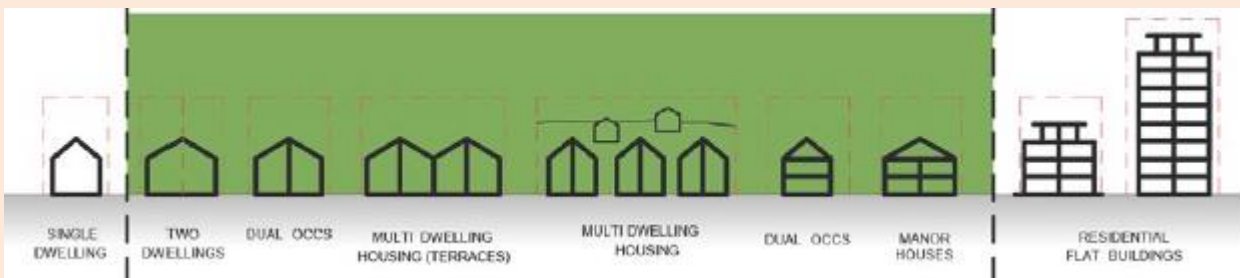 SINGLE
DWELLING
TWO
DWELLINGS
DUAL OCCS
MULTI DWELLING
HOUSING (TERRACES)
MULTI DWELLING
HOUSING
DUAL OCCS
MANOR
HOUSES
RESIDENTIAL
FLAT BUILDINGS